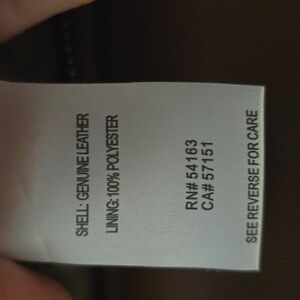 SHELL: GENUINE LEATHER
LINING: 100% POLYESTER
RN# 54163
CA# 57151
SEE REVERSE FOR CARE